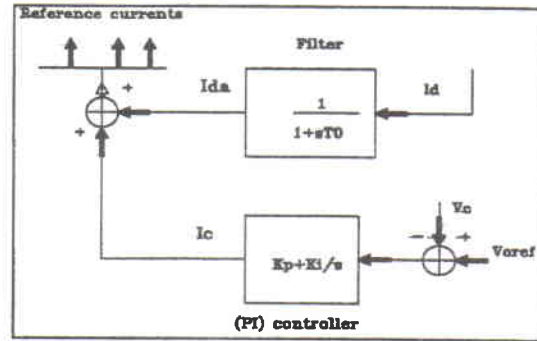 Reference currents
Filter
+
Ida
Id
1
1+sT0
+
Vc
Ic
- +
Kp+Ki/s
Voref
(PI) controller